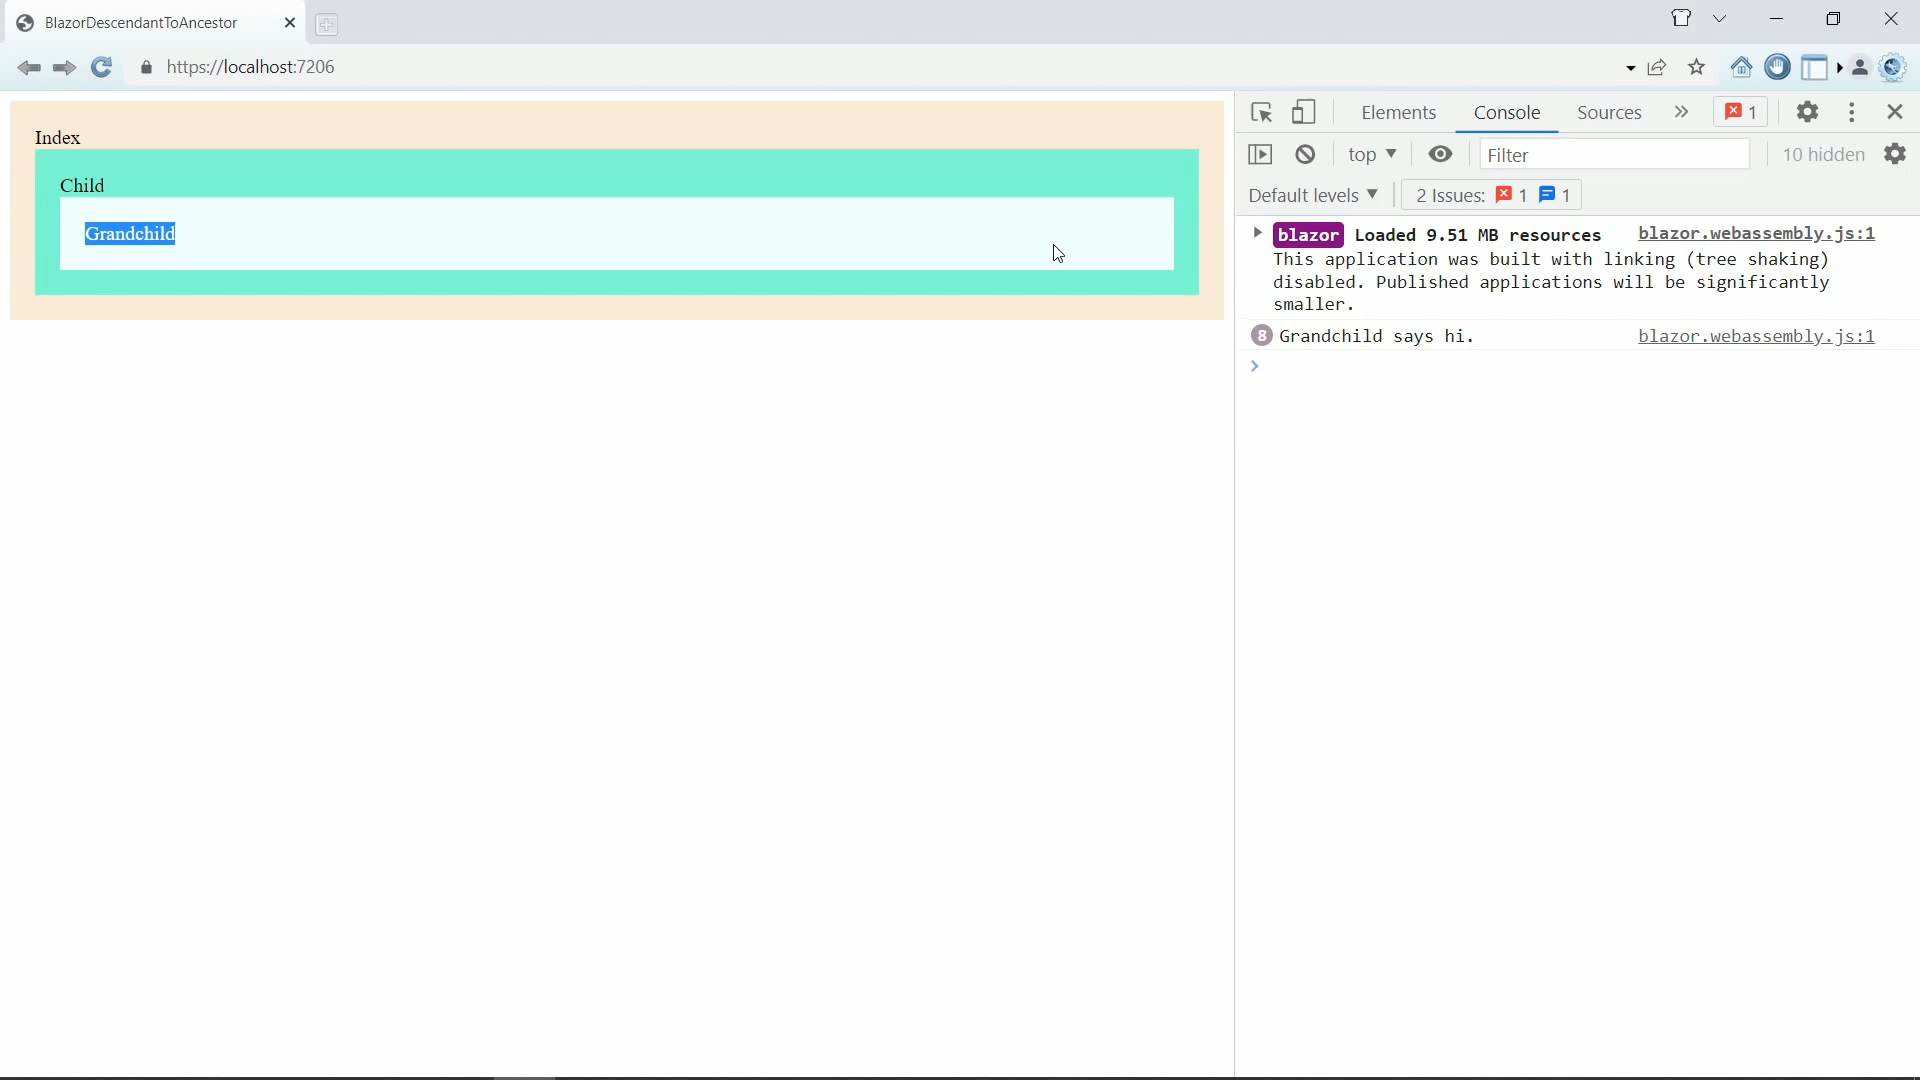 BlazorDescendantToAncestor
https://localhost:7206
Index
Child
Grandchild
Elements Console Sources » 1
top Filter 10 hidden
Default levels 2 Issues: 1 1
blazor Loaded 9.51 MB resources blazor.webassembly.js:1
This application was built with linking (tree shaking)
disabled. Published applications will be significantly
smaller.
8 Grandchild says hi. blazor.webassembly.js:1